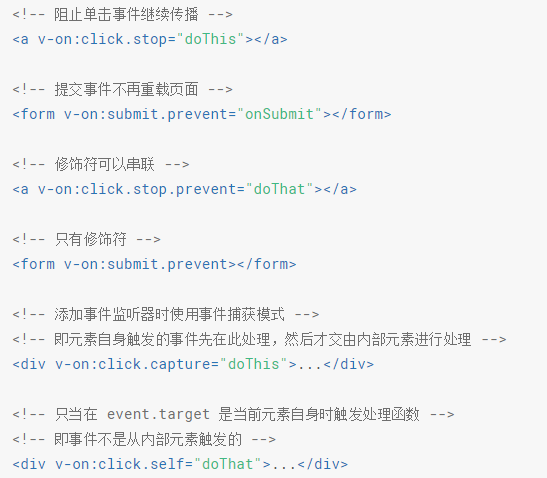 <!-- 阻止单击事件继续传播 -->
<a v-on:click.stop="doThis"></a>
<!-- 提交事件不再重载页面 -->
<form v-on:submit.prevent="onSubmit"></form>
<!-- 修饰符可以串联 -->
<a v-on:click.stop.prevent="doThat"></a>
<!-- 只有修饰符 -->
<form v-on:submit.prevent></form>
<!-- 添加事件监听器时使用事件捕获模式 -->
<!-- 即元素自身触发的事件先在此处理，然后才交由内部元素进行处理 -->
<div v-on:click.capture="doThis">...</div>
<!-- 只当在 event.target 是当前元素自身时触发处理函数 -->
<!-- 即事件不是从内部元素触发的 -->
<div v-on:click.self="doThat">...</div>